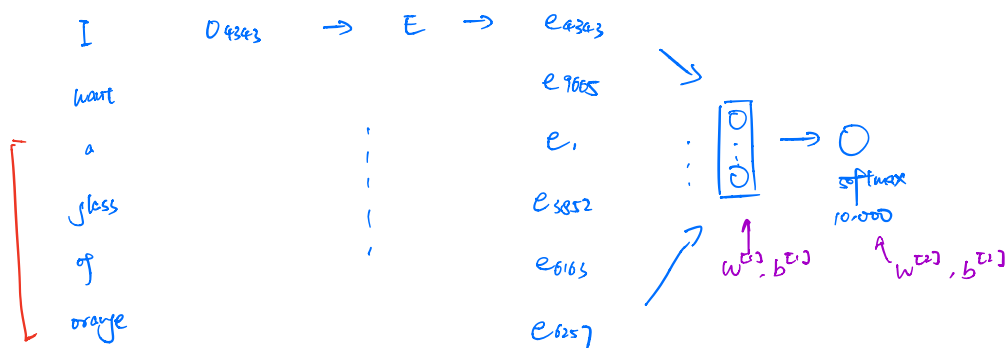 I O4343 → E → e4343
want e9665
a e1
glass e3852
of e6163
orange e6257
softmax
10,000
W[1], b[1]
W[2], b[2]